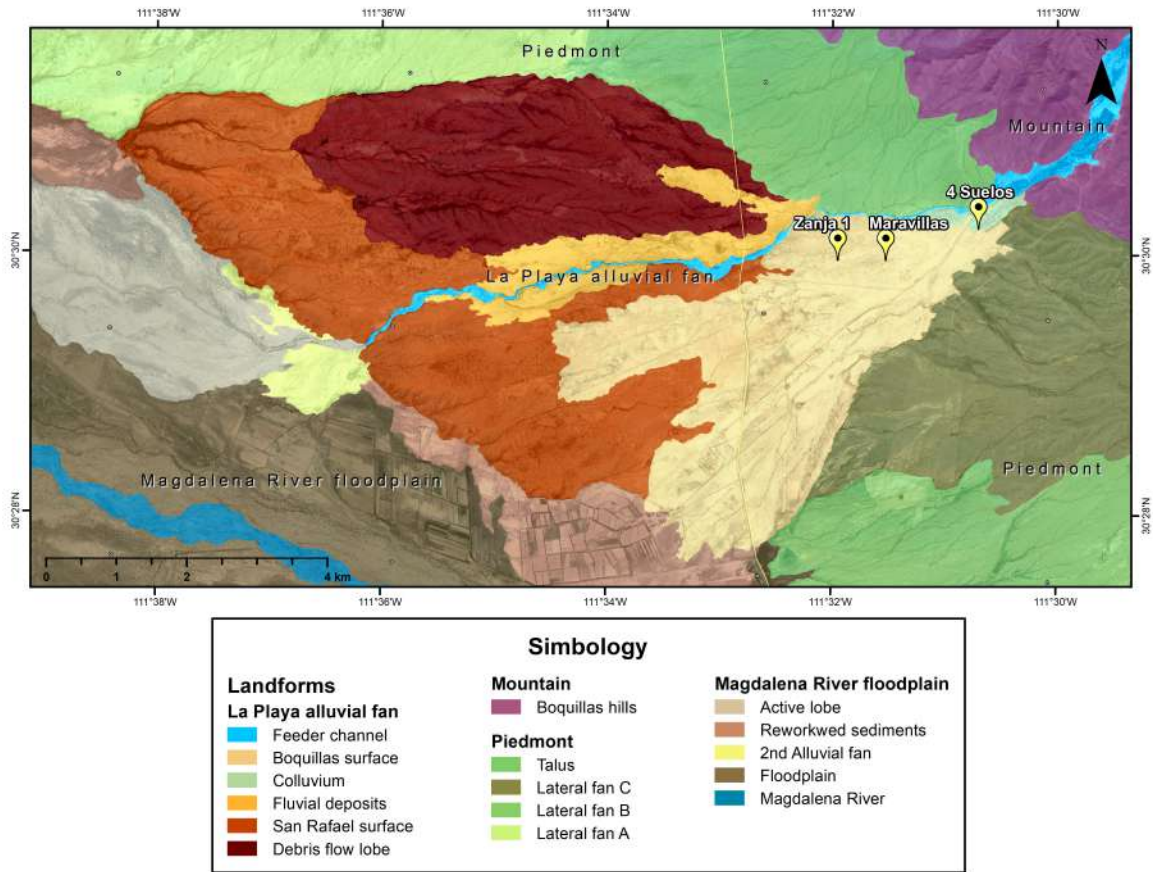 111°38'W 111°36'W 111°34'W 111°32'W 111°30'W
Piedmont
N
Mountain
4 Suelos
Zanja 1 Maravillas
30°30'N 30°30'N
La Playa alluvial fan
Magdalena River floodplain
Piedmont
30°28'N 30°28'N
0 1 2 4 km
111°38'W 111°36'W 111°34'W 111°32'W 111°30'W
Simbology
Landforms
La Playa alluvial fan
Feeder channel
Boquillas surface
Colluvium
Fluvial deposits
San Rafael surface
Debris flow lobe
Mountain
Boquillas hills
Piedmont
Talus
Lateral fan C
Lateral fan B
Lateral fan A
Magdalena River floodplain
Active lobe
Reworkwed sediments
2nd Alluvial fan
Floodplain
Magdalena River